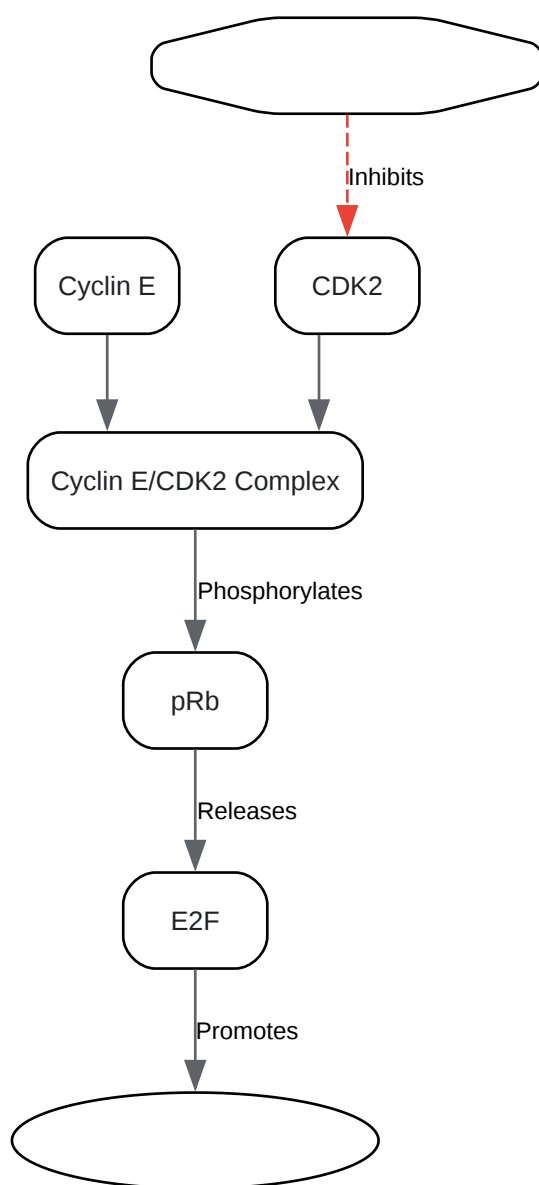 Inhibits
Cyclin E
CDK2
Cyclin E/CDK2 Complex
Phosphorylates
pRb
Releases
E2F
Promotes